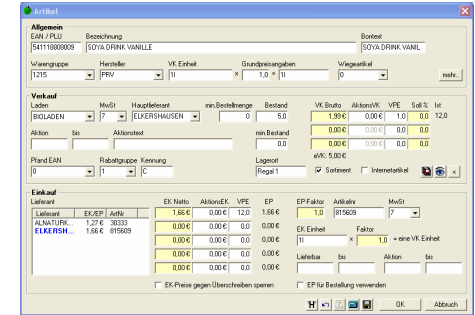 Artikel
Allgemein
EAN / PLU Bezeichnung Bontext
541118808009 SOYA DRINK VANILLE SOYA DRINK VANIL
Warengruppe Hersteller VK Einheit Grundpreisangaben Wiegeartikel
1215 PRV 1l x 1,0 = 1l 0 mehr..
Verkauf
Laden MwSt Hauptlieferant min.Bestellmenge Bestand VK Brutto AktionsVK VPE Soll % Ist
BIOLADEN 7 ELKERSHAUSEN 0 5,0 1,99 € 0,00 € 1,0 0,0 12,0
Aktion bis Aktionstext min.Bestand 0,00 € 0,00 € 0,0 0,0
0,0 0,00 € 0,00 € 0,0 0,0
Pfand EAN Rabattgruppe Kennung Lagerort eVK: 5,00 €
0 1 C Regal 1 Sortiment Internetartikel <
Einkauf
Lieferant EK Netto AktionsEK VPE EP EP-Faktor Artikelnr MwSt
Lieferant EK/EP ArtNr 1,66 € 0,00 € 12,0 1,66 € 1,0 815609 7
ALNATURK... 1,27 € 30333 0,00 € 0,00 € 0,0 0,00 €
ELKERSH... 1,66 € 815609 0,00 € 0,00 € 0,0 0,00 € EK Einheit Faktor
0,00 € 0,00 € 0,0 0,00 € 1l x 1,0 = eine VK Einheit
0,00 € 0,00 € 0,0 0,00 € Lieferbar bis Aktion bis
0,00 € 0,00 € 0,0 0,00 €
EK-Preise gegen Überschreiben sperren EP für Bestellung verwenden
H OK Abbruch